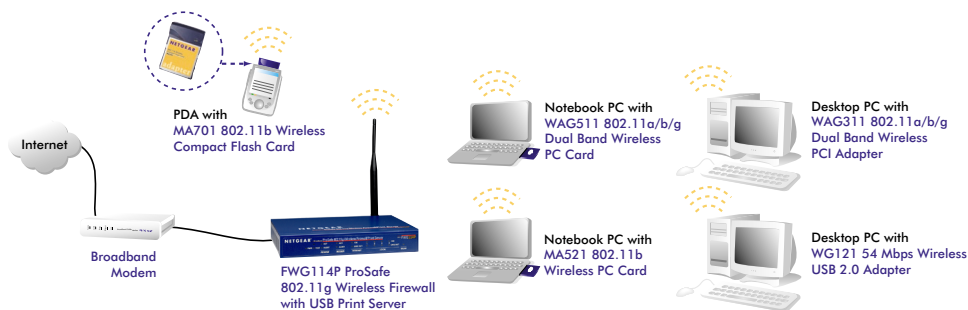 NETGEAR
adapter
PDA with
MA701 802.11b Wireless
Compact Flash Card
Internet
Broadband
Modem
NETGEAR
FWG114P ProSafe
802.11g Wireless Firewall
with USB Print Server
Notebook PC with
WAG511 802.11a/b/g
Dual Band Wireless
PC Card
Desktop PC with
WAG311 802.11a/b/g
Dual Band Wireless
PCI Adapter
Notebook PC with
MA521 802.11b
Wireless PC Card
Desktop PC with
WG121 54 Mbps Wireless
USB 2.0 Adapter